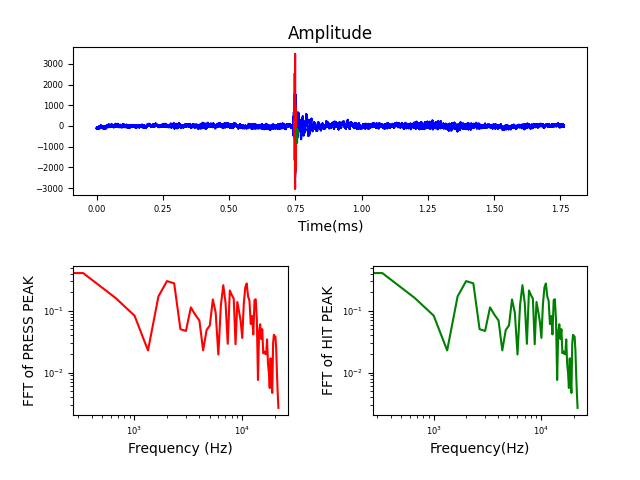 Amplitude
3000
2000
1000
0
−1000
−2000
−3000
0.00 0.25 0.50 0.75 1.00 1.25 1.50 1.75
Time(ms)
FFT of PRESS PEAK
10⁻¹
10⁻²
10³ 10⁴
Frequency (Hz)
FFT of HIT PEAK
10⁻¹
10⁻²
10³ 10⁴
Frequency(Hz)